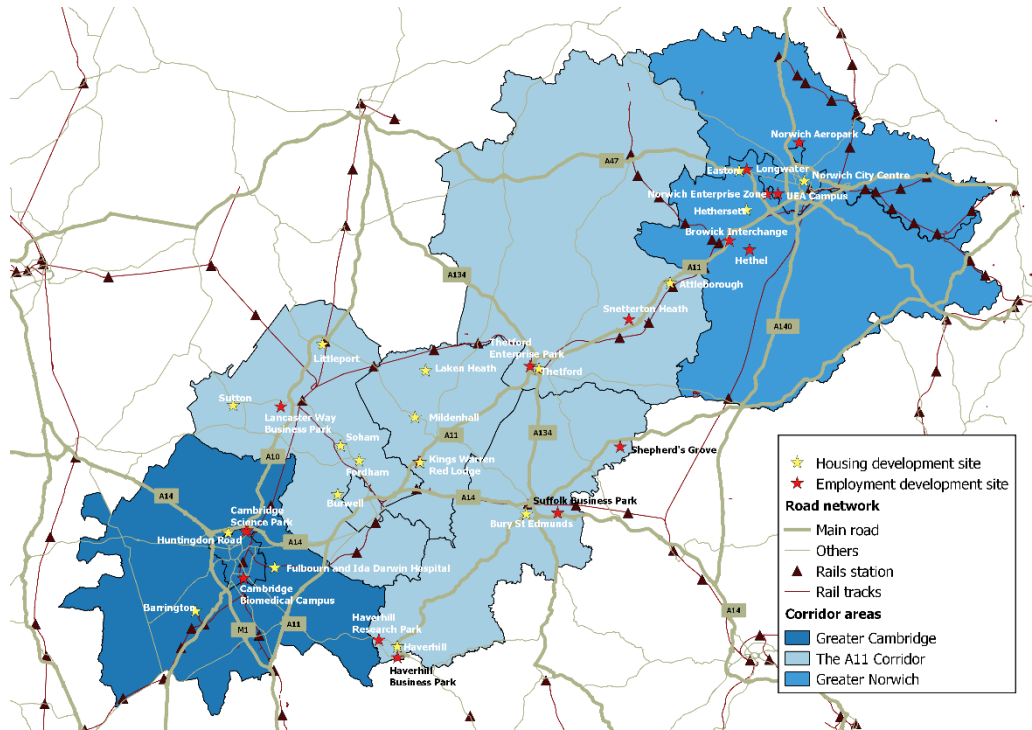 Norwich Aeropark
A47
Easton
Longwater
Norwich City Centre
Norwich Enterprise Zone
UEA Campus
Hethersett
Browick Interchange
A11
Hethel
A134
Attleborough
Snetterton Heath
A140
Thetford
Enterprise Park
Littleport
Thetford
Laken Heath
Sutton
Lancaster Way
Business Park
Mildenhall
A11
A134
Soham
Shepherd's Grove
A10
Fordham
Kings Warren
Red Lodge
A14
Burwell
A14
Suffolk Business Park
Bury St Edmunds
Cambridge
Science Park
Huntingdon Road
A14
Fulbourn and Ida Darwin Hospital
Cambridge
Biomedical Campus
Barrington
A14
M1
A11
Haverhill
Research Park
Haverhill
Haverhill
Business Park
Housing development site
Employment development site
Road network
Main road
Others
Rails station
Rail tracks
Corridor areas
Greater Cambridge
The A11 Corridor
Greater Norwich